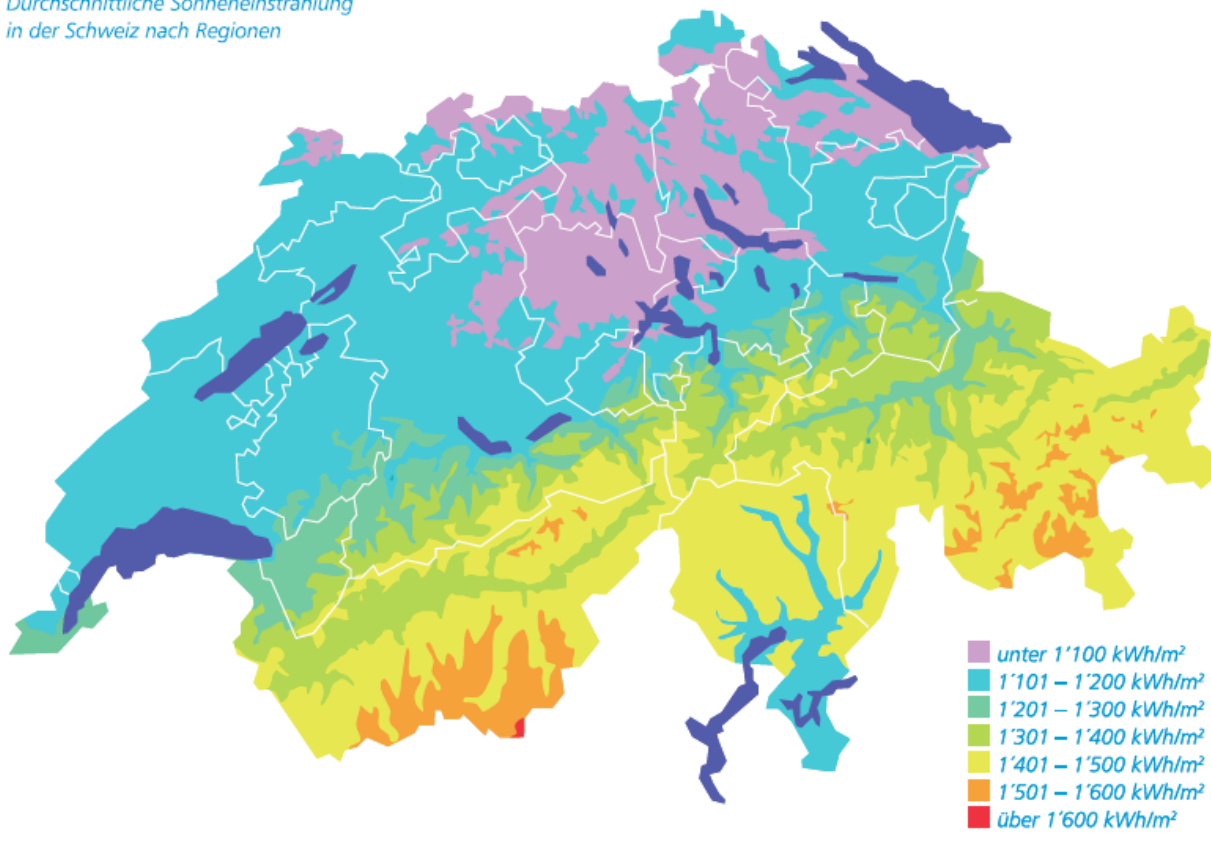 Durchschnittliche Sonneneinstrahlung
in der Schweiz nach Regionen
unter 1'100 kWh/m²
1'101 – 1'200 kWh/m²
1'201 – 1'300 kWh/m²
1'301 – 1'400 kWh/m²
1'401 – 1'500 kWh/m²
1'501 – 1'600 kWh/m²
über 1'600 kWh/m²